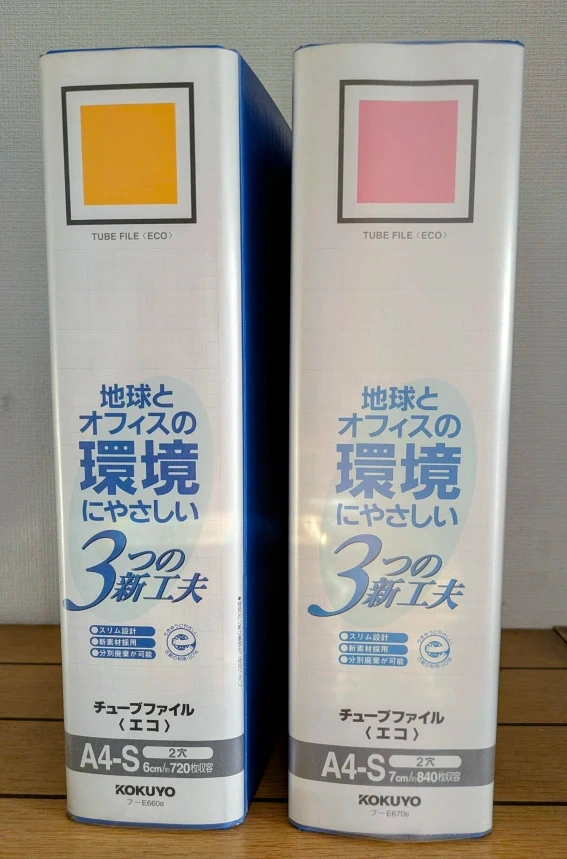 TUBE FILE〈ECO〉
地球と
オフィスの
環境
にやさしい
3つの
新工夫
●スリム設計
●新素材採用
●分別廃棄が可能
チューブファイル
〈エコ〉
A4-S
2穴
6cm/約720枚収容
KOKUYO
フ－E660B
TUBE FILE〈ECO〉
地球と
オフィスの
環境
にやさしい
3つの
新工夫
●スリム設計
●新素材採用
●分別廃棄が可能
チューブファイル
〈エコ〉
A4-S
2穴
7cm/約840枚収容
KOKUYO
フ－E670B